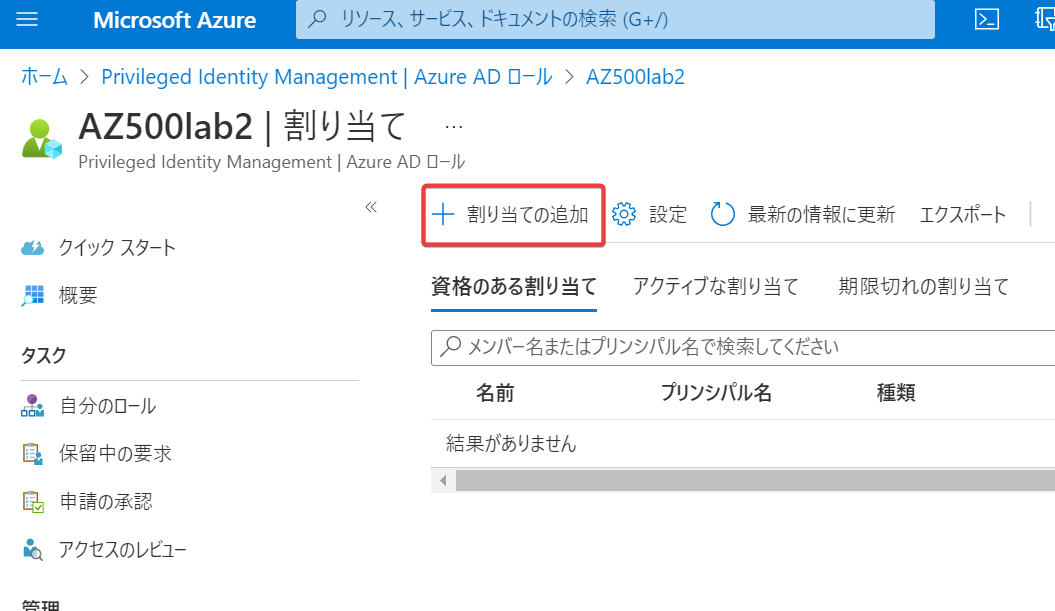 Microsoft Azure リソース、サービス、ドキュメントの検索 (G+/)
ホーム > Privileged Identity Management | Azure AD ロール > AZ500lab2
AZ500lab2 | 割り当て ...
Privileged Identity Management | Azure AD ロール
«
クイック スタート
概要
タスク
自分のロール
保留中の要求
申請の承認
アクセスのレビュー
管理
割り当ての追加 設定 最新の情報に更新 エクスポート
資格のある割り当て アクティブな割り当て 期限切れの割り当て
メンバー名またはプリンシパル名で検索してください
名前 プリンシパル名 種類
結果がありません